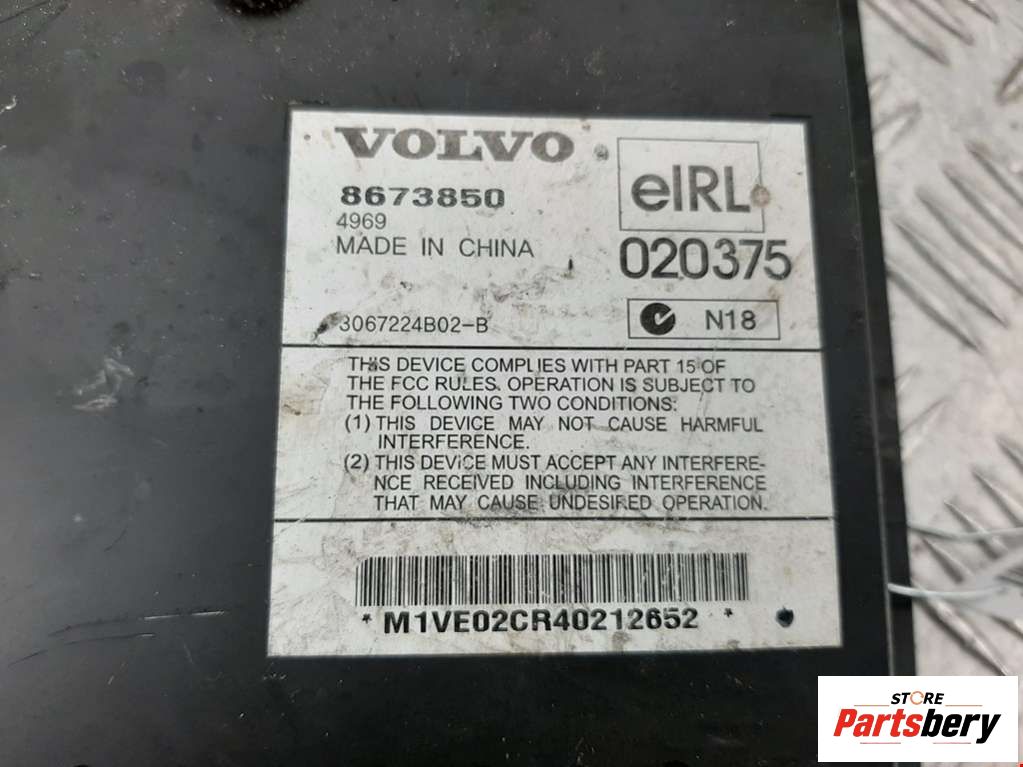 VOLVO
8673850
4969
MADE IN CHINA
3067224B02-B
eIRL
020375
N18
THIS DEVICE COMPLIES WITH PART 15 OF
THE FCC RULES. OPERATION IS SUBJECT TO
THE FOLLOWING TWO CONDITIONS:
(1) THIS DEVICE MAY NOT CAUSE HARMFUL
INTERFERENCE.
(2) THIS DEVICE MUST ACCEPT ANY INTERFERE-
NCE RECEIVED INCLUDING INTERFERENCE
THAT MAY CAUSE UNDESIRED OPERATION.
* M1VE02CR40212652 *
STORE
Partsbery